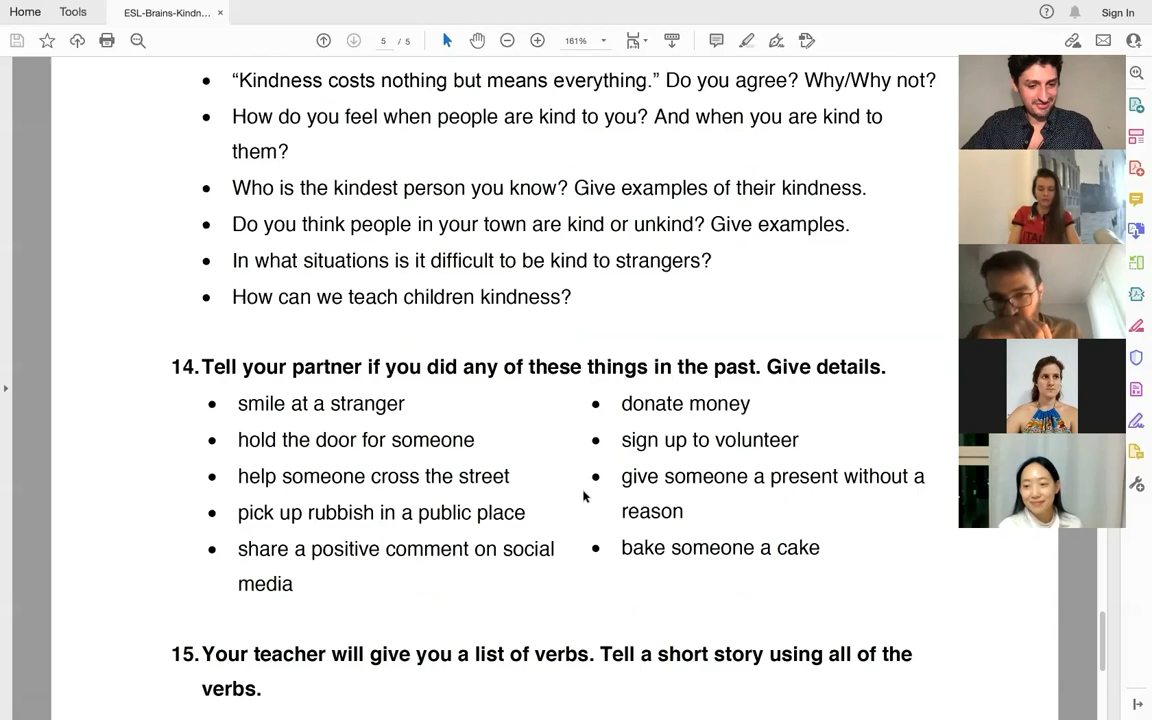 Home Tools ESL-Brains-Kindn... × Sign In
5 / 5 161%
• “Kindness costs nothing but means everything.” Do you agree? Why/Why not?
• How do you feel when people are kind to you? And when you are kind to
them?
• Who is the kindest person you know? Give examples of their kindness.
• Do you think people in your town are kind or unkind? Give examples.
• In what situations is it difficult to be kind to strangers?
• How can we teach children kindness?
14. Tell your partner if you did any of these things in the past. Give details.
• smile at a stranger
• hold the door for someone
• help someone cross the street
• pick up rubbish in a public place
• share a positive comment on social
media
• donate money
• sign up to volunteer
• give someone a present without a
reason
• bake someone a cake
15. Your teacher will give you a list of verbs. Tell a short story using all of the
verbs.